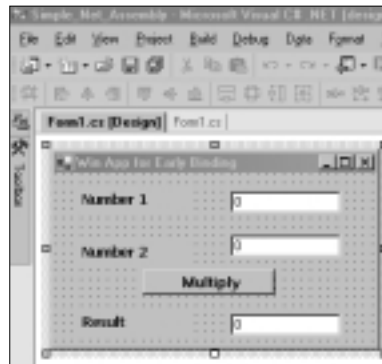 Simple_Net_Assembly - Microsoft Visual C# .NET [design
File Edit View Project Build Debug Data Format
Form1.cs [Design] Form1.cs
Toolbox
Win App for Early Binding
Number 1
0
Number 2
0
Multiply
Result
0